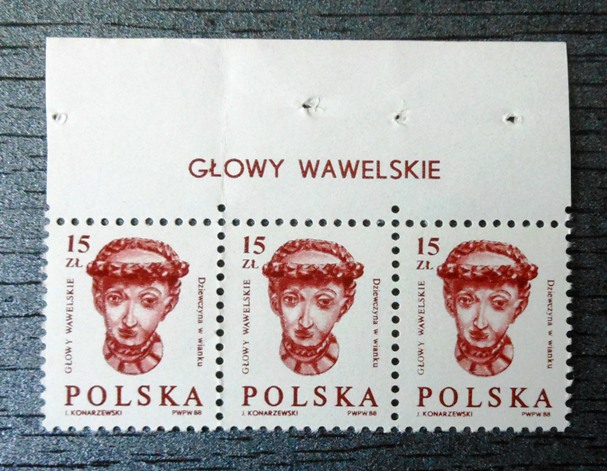 GŁOWY WAWELSKIE
15
ZŁ
GŁOWY WAWELSKIE
Dziewczyna w wianku
POLSKA
J. KONARZEWSKI PWPW 88
15
ZŁ
GŁOWY WAWELSKIE
Dziewczyna w wianku
POLSKA
J. KONARZEWSKI PWPW 88
15
ZŁ
GŁOWY WAWELSKIE
Dziewczyna w wianku
POLSKA
J. KONARZEWSKI PWPW 88